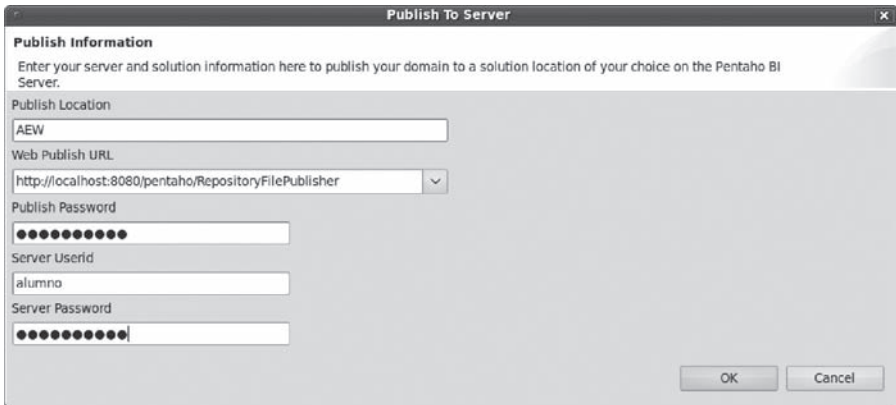 Publish To Server
Publish Information
Enter your server and solution information here to publish your domain to a solution location of your choice on the Pentaho BI
Server.
Publish Location
AEW
Web Publish URL
http://localhost:8080/pentaho/RepositoryFilePublisher
Publish Password
●●●●●●●●●●
Server Userid
alumno
Server Password
●●●●●●●●●●
OK Cancel